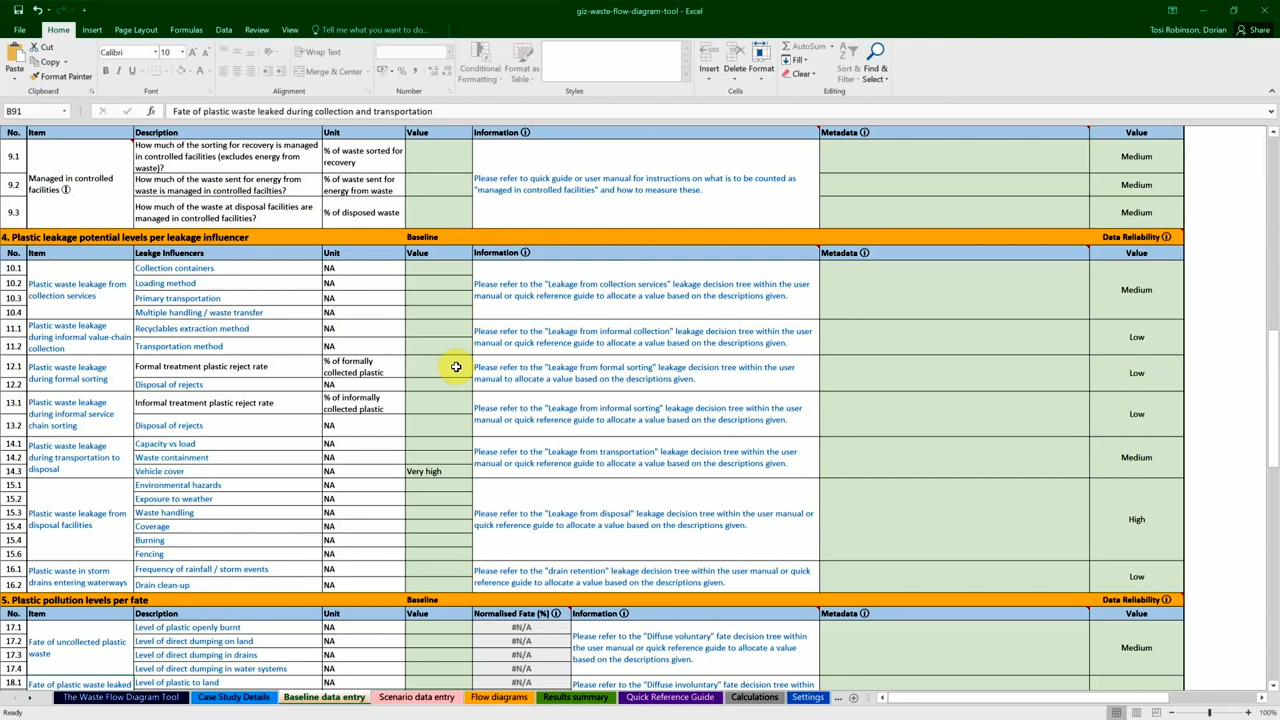 giz-waste-flow-diagram-tool - Excel
File Home Insert Page Layout Formulas Data Review View Tell me what you want to do... Tosi Robinson, Dorian Share
Paste Cut Copy Format Painter Clipboard
Calibri 10 Font
Wrap Text Merge & Center Alignment
Number
Conditional Formatting Format as Table Styles
Insert Delete Format Cells
AutoSum Fill Clear Sort & Filter Find & Select Editing
B91 fx Fate of plastic waste leaked during collection and transportation
No. Item Description Unit Value Information Metadata Value
9.1 How much of the sorting for recovery is managed in controlled facilities (excludes energy from waste)? % of waste sorted for recovery Medium
Managed in controlled facilities
9.2 How much of the waste sent for energy from waste is managed in controlled facilties? % of waste sent for energy from waste Medium
Please refer to quick guide or user manual for instructions on what is to be counted as "managed in controlled facilities" and how to measure these.
9.3 How much of the waste at disposal facilities are managed in controlled facilities? % of disposed waste Medium
4. Plastic leakage potential levels per leakage influencer Baseline Data Reliability
Item Leakge Influencers Unit Value Information Metadata Value
10.1 Collection containers NA
Plastic waste leakage from collection services
10.2 Loading method NA
Please refer to the "Leakage from collection services" leakage decision tree within the user manual or quick reference guide to allocate a value based on the descriptions given. Medium
10.3 Primary transportation NA
10.4 Multiple handling / waste transfer NA
11.1 Plastic waste leakage during informal value-chain collection Recyclables extraction method NA
Please refer to the "Leakage from informal collection" leakage decision tree within the user manual or quick reference guide to allocate a value based on the descriptions given. Low
11.2 Transportation method NA
12.1 Plastic waste leakage during formal sorting Formal treatment plastic reject rate % of formally collected plastic
Please refer to the "Leakage from formal sorting" leakage decision tree within the user manual to allocate a value based on the descriptions given. Low
12.2 Disposal of rejects NA
13.1 Plastic waste leakage during informal service chain sorting Informal treatment plastic reject rate % of informally collected plastic
Please refer to the "Leakage from informal sorting" leakage decision tree within the user manual or quick reference guide to allocate a value based on the descriptions given. Low
13.2 Disposal of rejects NA
14.1 Plastic waste leakage during transportation to disposal Capacity vs load NA
14.2 Waste containment NA
Please refer to the "Leakage from transportation" leakage decision tree within the user manual or quick reference guide to allocate a value based on the descriptions given. Medium
14.3 Vehicle cover NA Very high
15.1 Environmental hazards NA
15.2 Exposure to weather NA
15.3 Plastic waste leakage from disposal facilities Waste handling NA
Please refer to the "Leakage from disposal" leakage decision tree within the user manual or quick reference guide to allocate a value based on the descriptions given. High
15.4 Coverage NA
15.4 Burning NA
15.6 Fencing NA
16.1 Plastic waste in storm drains entering waterways Frequency of rainfall / storm events NA
Please refer to the "drain retention" leakage decision tree within the user manual or quick reference guide to allocate a value based on the descriptions given. Low
16.2 Drain clean-up NA
5. Plastic pollution levels per fate Baseline Data Reliability
No. Item Description Unit Value Normalised Fate (%) Information Metadata Value
17.1 Level of plastic openly burnt NA #N/A
17.2 Fate of uncollected plastic waste Level of direct dumping on land NA #N/A
Please refer to the "Diffuse voluntary" fate decision tree within the user manual or quick reference guide to allocate a value based on the descriptions given. Medium
17.3 Level of direct dumping in drains NA #N/A
17.4 Level of direct dumping in water systems NA #N/A
18.1 Fate of plastic waste leaked Level of plastic to land NA #N/A Please refer to the "Diffuse involuntary" fate decision tree within
The Waste Flow Diagram Tool Case Study Details Baseline data entry Scenario data entry Flow diagrams Results summary Quick Reference Guide Calculations Settings ...
100%